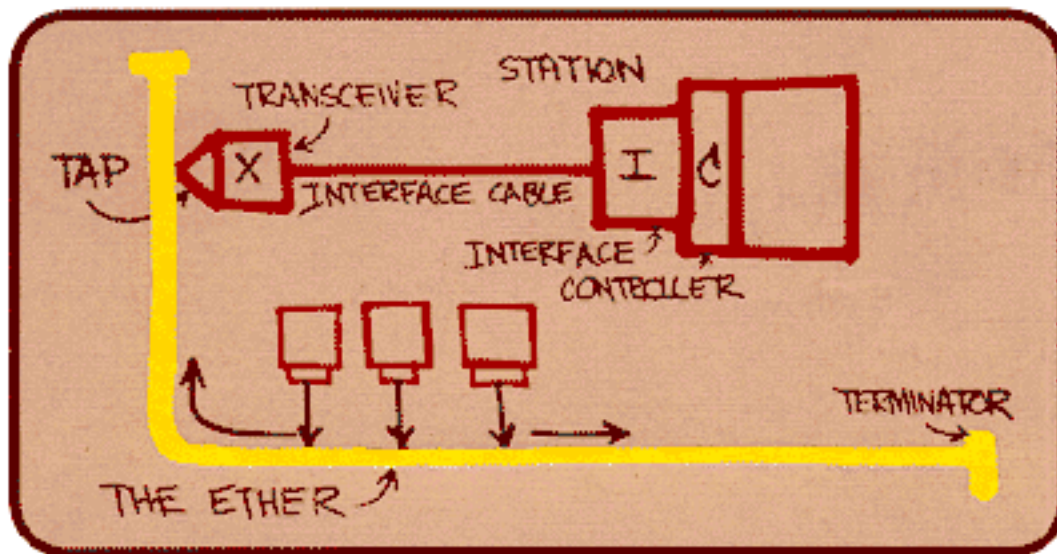 STATION
TRANSCEIVER
TAP
X
I
C
INTERFACE CABLE
INTERFACE
CONTROLLER
TERMINATOR
THE ETHER